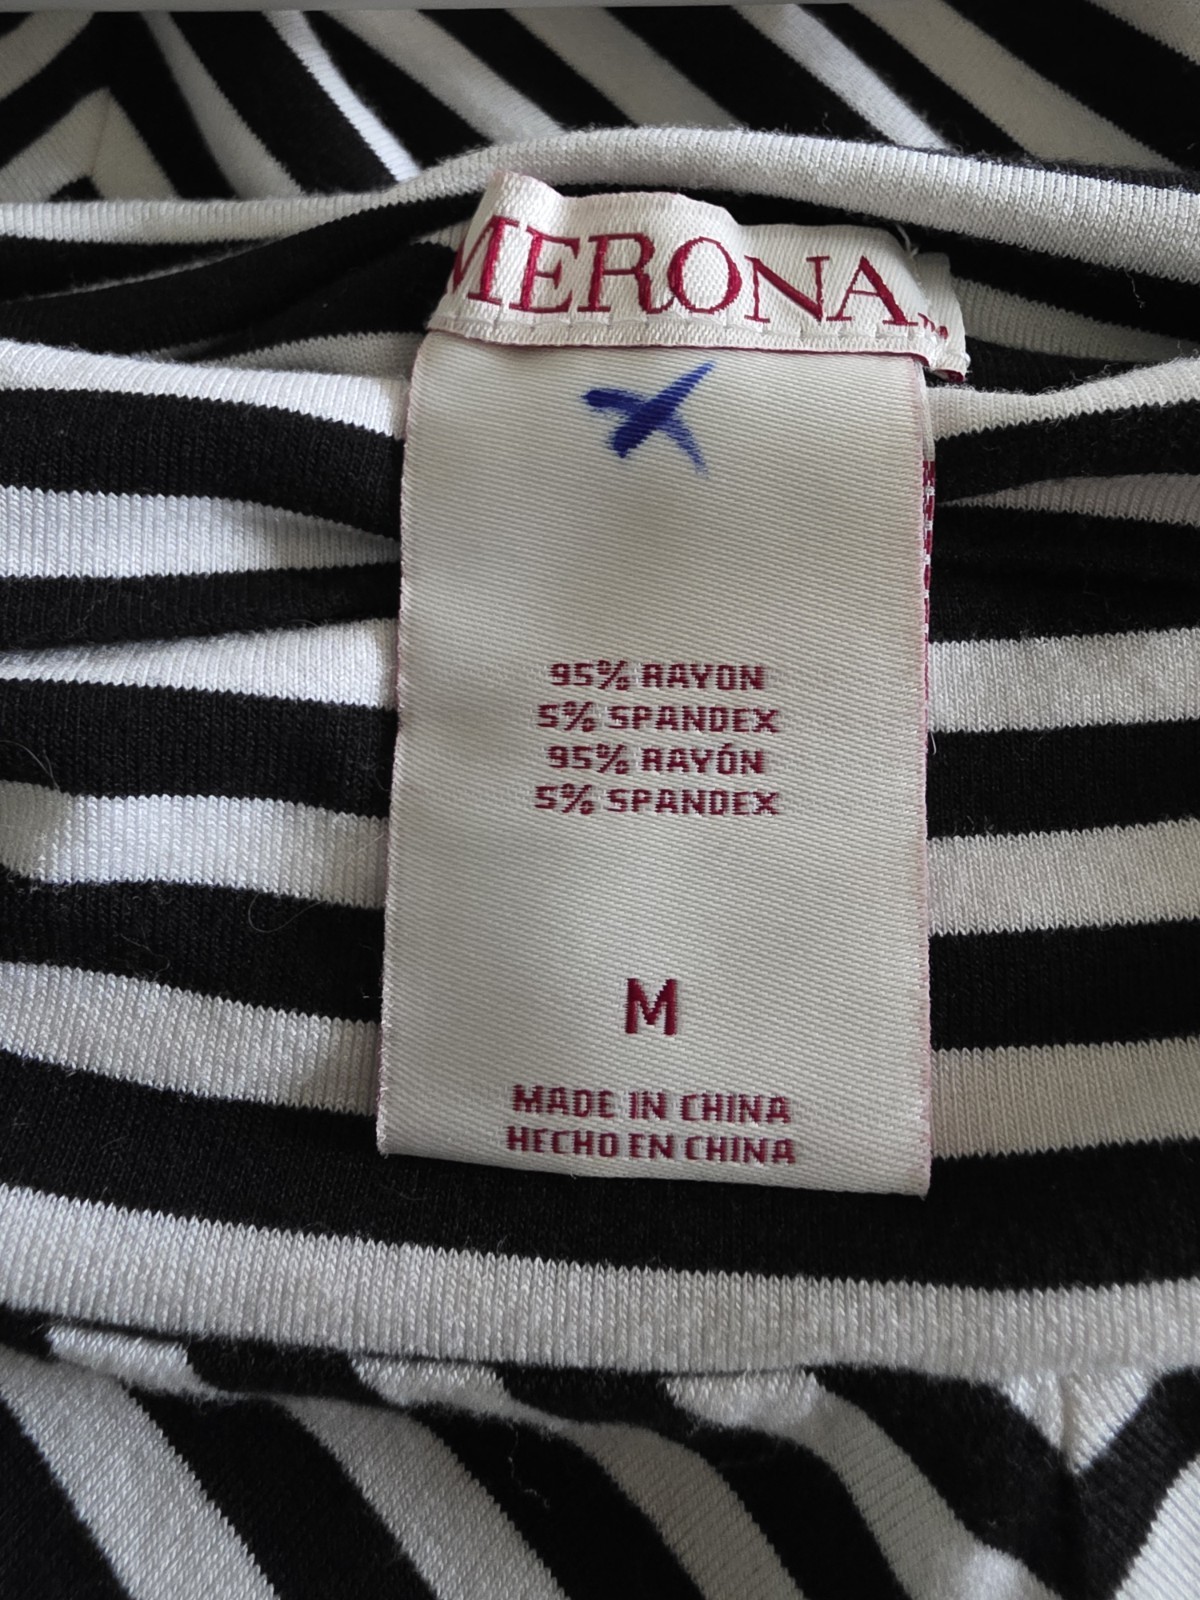 MERONA
95% RAYON
5% SPANDEX
95% RAYÓN
5% SPANDEX
M
MADE IN CHINA
HECHO EN CHINA